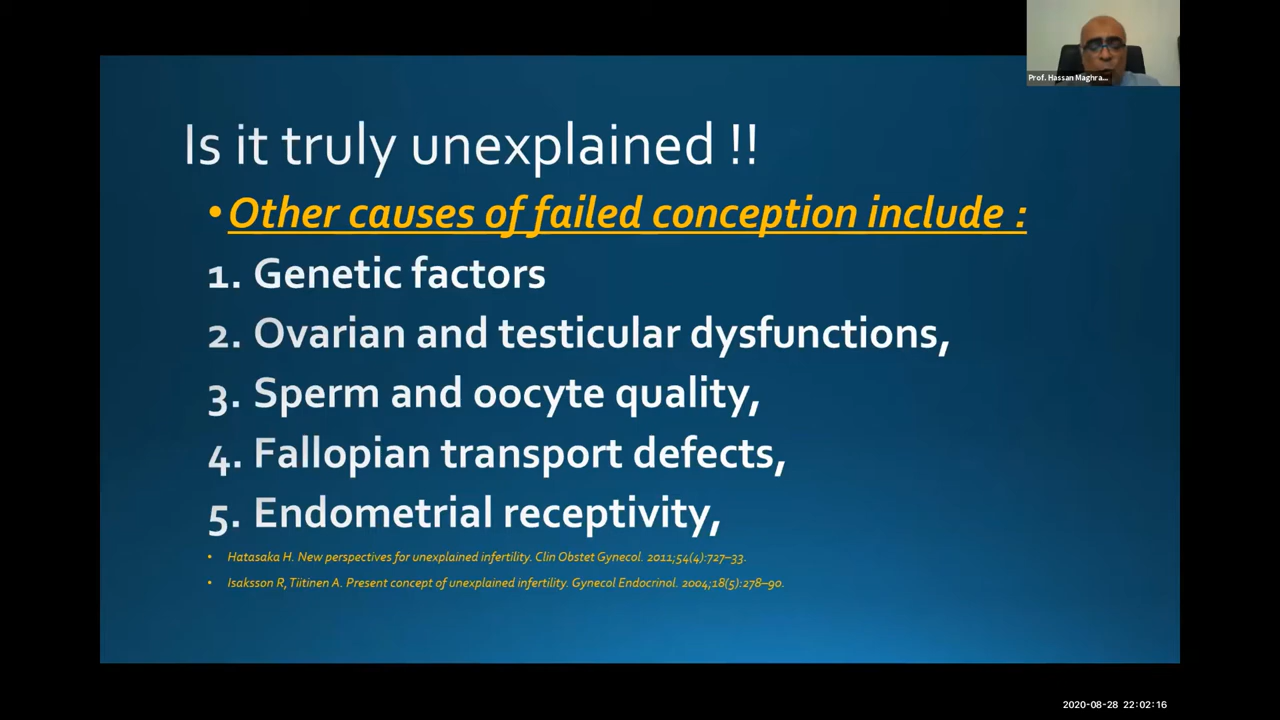 Prof. Hassan Maghra...
Is it truly unexplained !!
•Other causes of failed conception include :
1. Genetic factors
2. Ovarian and testicular dysfunctions,
3. Sperm and oocyte quality,
4. Fallopian transport defects,
5. Endometrial receptivity,
• Hatasaka H. New perspectives for unexplained infertility. Clin Obstet Gynecol. 2011;54(4):727–33.
• Isaksson R, Tiitinen A. Present concept of unexplained infertility. Gynecol Endocrinol. 2004;18(5):278–90.
2020-08-28 22:02:16